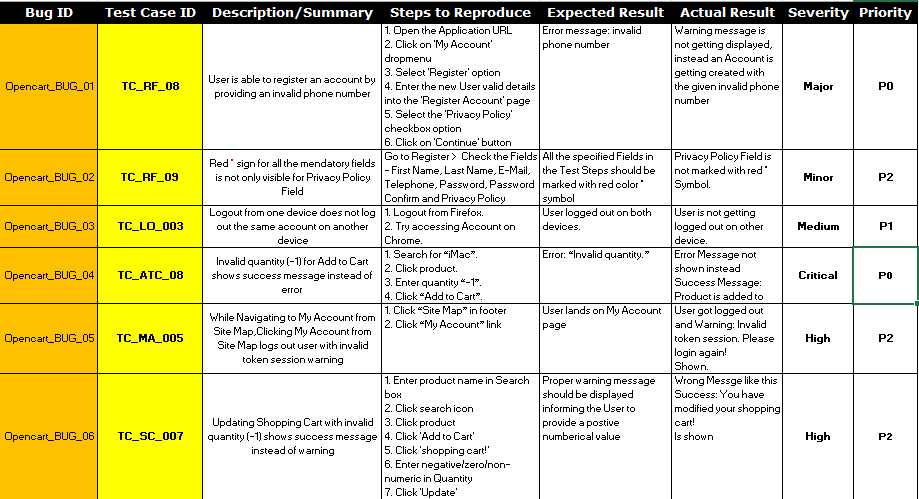 Bug ID Test Case ID Description/Summary Steps to Reproduce Expected Result Actual Result Severity Priority
Opencart_BUG_01
TC_RF_08
User is able to register an account by
providing an invalid phone number
1. Open the Application URL
2. Click on 'My Account'
dropmenu
3. Select 'Register' option
4. Enter the new User valid details
into the 'Register Account' page
5. Select the 'Privacy Policy'
checkbox option
6. Click on 'Continue' button
Error message: invalid
phone number
Warning message is
not getting displayed,
instead an Account is
getting created with
the given invalid phone
number
Major
P0
Opencart_BUG_02
TC_RF_09
Red * sign for all the mendatory fields
is not only visible for Privacy Policy
Field
Go to Register > Check the Fields
- First Name, Last Name, E-Mail,
Telephone, Password, Password
Confirm and Privacy Policy
All the specified Fields in
the Test Steps should be
marked with red color *
symbol
Privacy Policy Field is
not marked with red *
Symbol.
Minor
P2
Opencart_BUG_03
TC_LO_003
Logout from one device does not log
out the same account on another
device
1. Logout from Firefox.
2. Try accessing Account on
Chrome.
User logged out on both
devices.
User is not getting
logged out on other
device.
Medium
P1
Opencart_BUG_04
TC_ATC_08
Invalid quantity (-1) for Add to Cart
shows success message instead of
error
1. Search for “iMac”.
2. Click product.
3. Enter quantity “-1”.
4. Click “Add to Cart”.
Error: “Invalid quantity.”
Error Message not
shown instead
Success Message:
Product is added to
Critical
P0
Opencart_BUG_05
TC_MA_005
While Navigating to My Account from
Site Map,Clicking My Account from
Site Map logs out user with invalid
token session warning
1. Click “Site Map” in footer
2. Click “My Account” link
User lands on My Account
page
User got logged out
and Warning: Invalid
token session. Please
login again!
Shown.
High
P2
Opencart_BUG_06
TC_SC_007
Updating Shopping Cart with invalid
quantity (-1) shows success message
instead of warning
1. Enter product name in Search
box
2. Click search icon
3. Click product
4. Click 'Add to Cart'
5. Click 'shopping cart!'
6. Enter negative/zero/non-
numeric in Quantity
7. Click 'Update'
Proper warning message
should be displayed
informing the User to
provide a postive
numberical value
Wrong Messge like this
Success: You have
modified your shopping
cart!
Is shown
High
P2